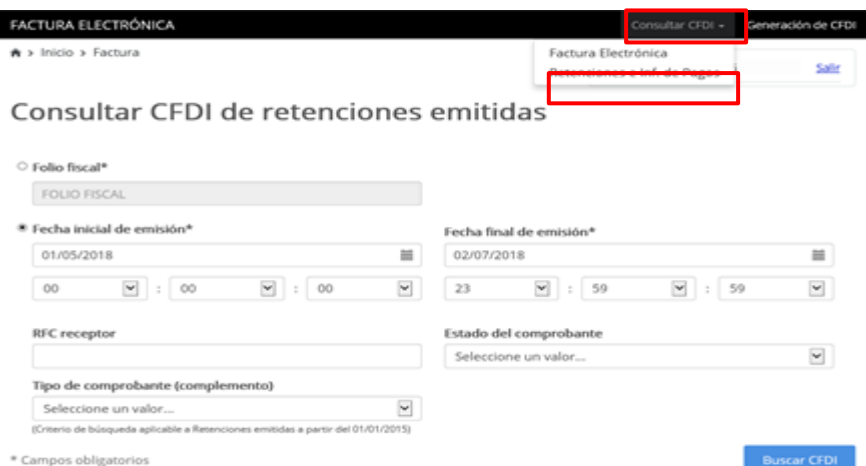 FACTURA ELECTRÓNICA
Consultar CFDI
Generación de CFDI
Inicio > Factura
Factura Electrónica
Retenciones e Inf. de Pagos
Salir
Consultar CFDI de retenciones emitidas
Folio fiscal*
FOLIO FISCAL
Fecha inicial de emisión*
Fecha final de emisión*
01/05/2018
02/07/2018
00 : 00 : 00
23 : 59 : 59
RFC receptor
Estado del comprobante
Seleccione un valor...
Tipo de comprobante (complemento)
Seleccione un valor...
(Criterio de búsqueda aplicable a Retenciones emitidas a partir del 01/01/2015)
* Campos obligatorios
Buscar CFDI